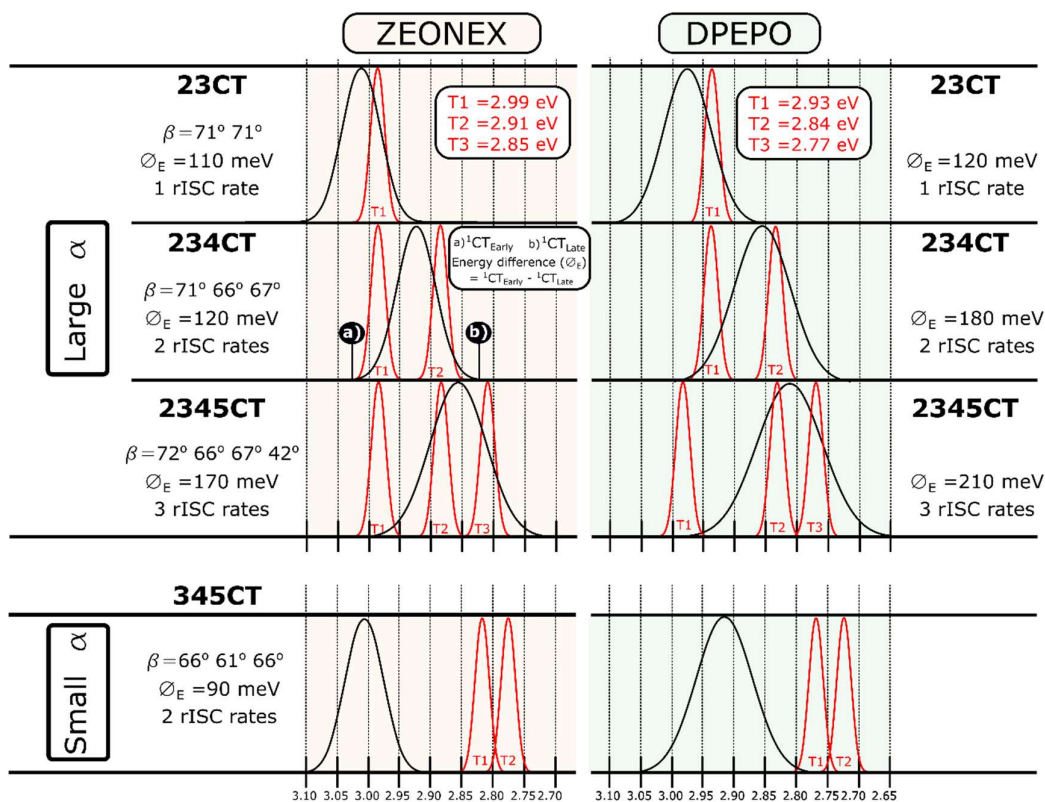 ZEONEX
DPEPO
23CT
β=71° 71°
∅E =110 meV
1 rISC rate
T1 =2.99 eV
T2 =2.91 eV
T3 =2.85 eV
T1
T1 =2.93 eV
T2 =2.84 eV
T3 =2.77 eV
T1
23CT
∅E =120 meV
1 rISC rate
Large α
234CT
β=71° 66° 67°
∅E =120 meV
2 rISC rates
a)¹CTEarly b)¹CTLate
Energy difference (∅E)
= ¹CTEarly - ¹CTLate
a)
b)
T1
T2
T1
T2
234CT
∅E =180 meV
2 rISC rates
2345CT
β=72° 66° 67° 42°
∅E =170 meV
3 rISC rates
T1
T2
T3
T1
T2
T3
2345CT
∅E =210 meV
3 rISC rates
Small α
345CT
β=66° 61° 66°
∅E =90 meV
2 rISC rates
T1
T2
T1
T2
3.10 3.05 3.00 2.95 2.90 2.85 2.80 2.75 2.70
3.10 3.05 3.00 2.95 2.90 2.85 2.80 2.75 2.70 2.65